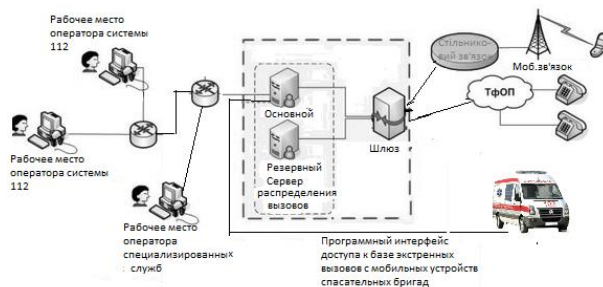 Рабочее место
оператора системы
112
Рабочее место
оператора системы
112
Рабочее место
оператора
специализированных
служб
Основной
Резервный
Сервер
распределения
вызовов
Шлюз
Стільнико-
вий зв'язок
Моб.зв'язок
ТфОП
Программный интерфейс
доступа к базе экстренных
вызовов с мобильных устройств
спасательных бригад